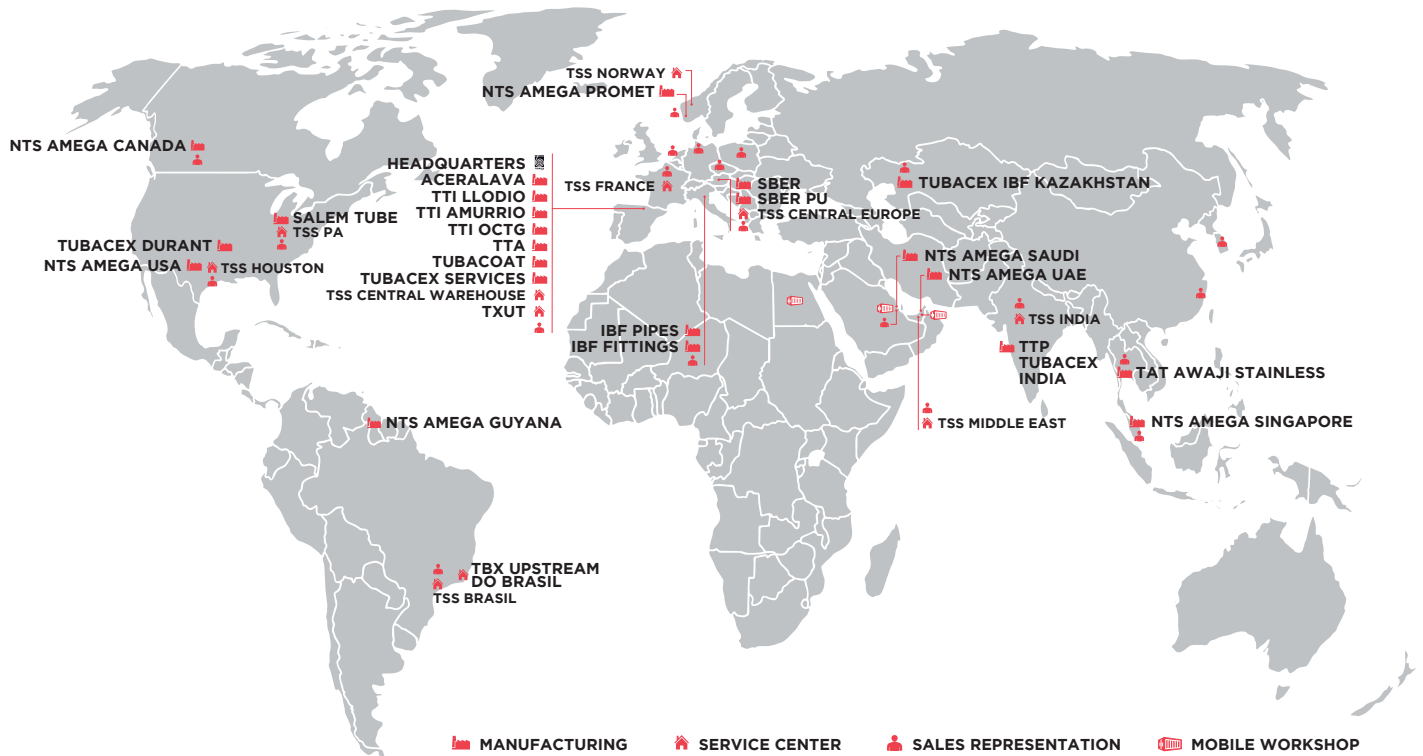 TSS NORWAY
NTS AMEGA PROMET
NTS AMEGA CANADA
HEADQUARTERS
ACERALAVA
TTI LLODIO
TTI AMURRIO
TTI OCTG
TTA
TUBACOAT
TUBACEX SERVICES
TSS CENTRAL WAREHOUSE
TXUT
TSS FRANCE
SBER
SBER PU
TSS CENTRAL EUROPE
TUBACEX IBF KAZAKHSTAN
SALEM TUBE
TSS PA
TUBACEX DURANT
NTS AMEGA USA
TSS HOUSTON
NTS AMEGA SAUDI
NTS AMEGA UAE
TSS INDIA
IBF PIPES
IBF FITTINGS
TTP
TUBACEX
INDIA
TAT AWAJI STAINLESS
NTS AMEGA GUYANA
TSS MIDDLE EAST
NTS AMEGA SINGAPORE
TBX UPSTREAM
DO BRASIL
TSS BRASIL
MANUFACTURING
SERVICE CENTER
SALES REPRESENTATION
MOBILE WORKSHOP